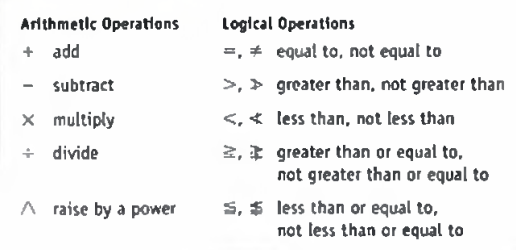 Arithmetic Operations
+ add
− subtract
× multiply
÷ divide
∧ raise by a power
Logical Operations
=, ≠ equal to, not equal to
>, ≯ greater than, not greater than
<, ≮ less than, not less than
≥, ≱ greater than or equal to,
not greater than or equal to
≤, ≰ less than or equal to,
not less than or equal to